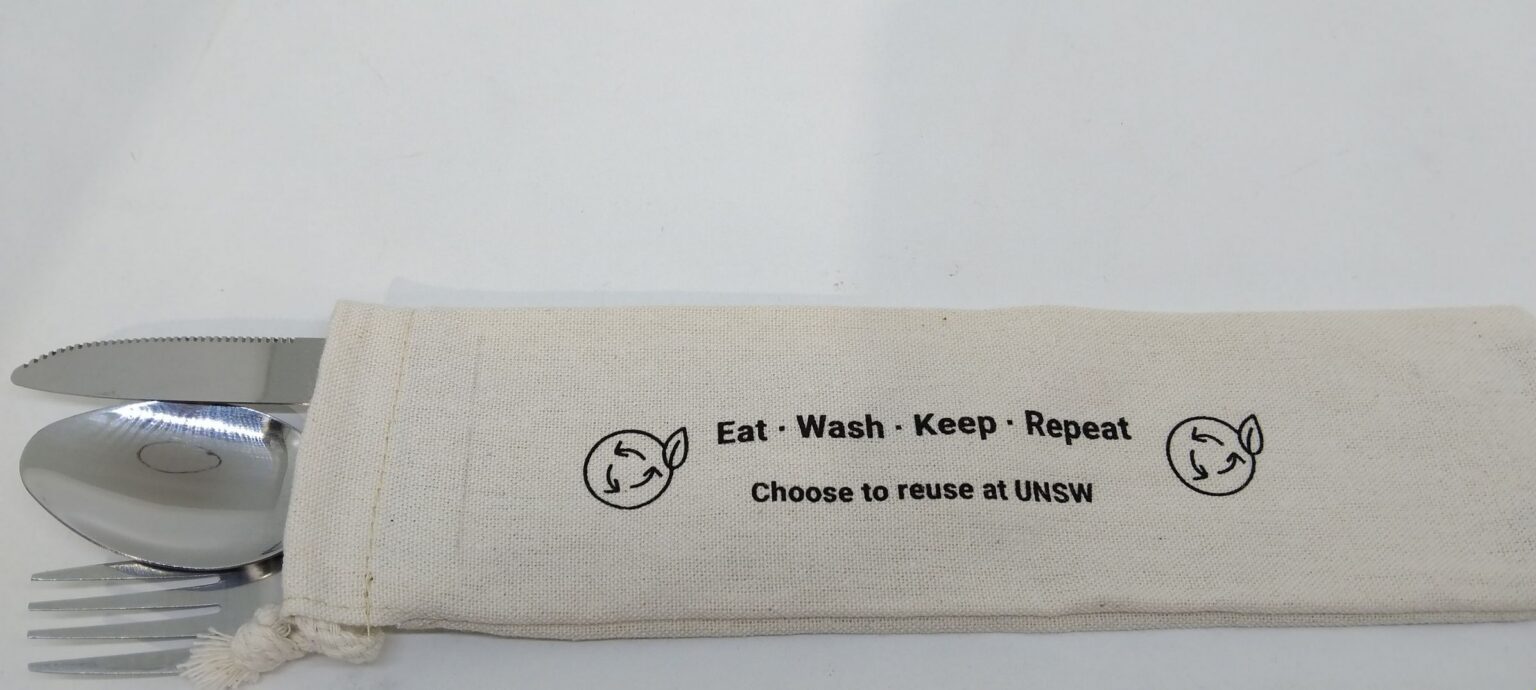 Eat · Wash · Keep · Repeat
Choose to reuse at UNSW